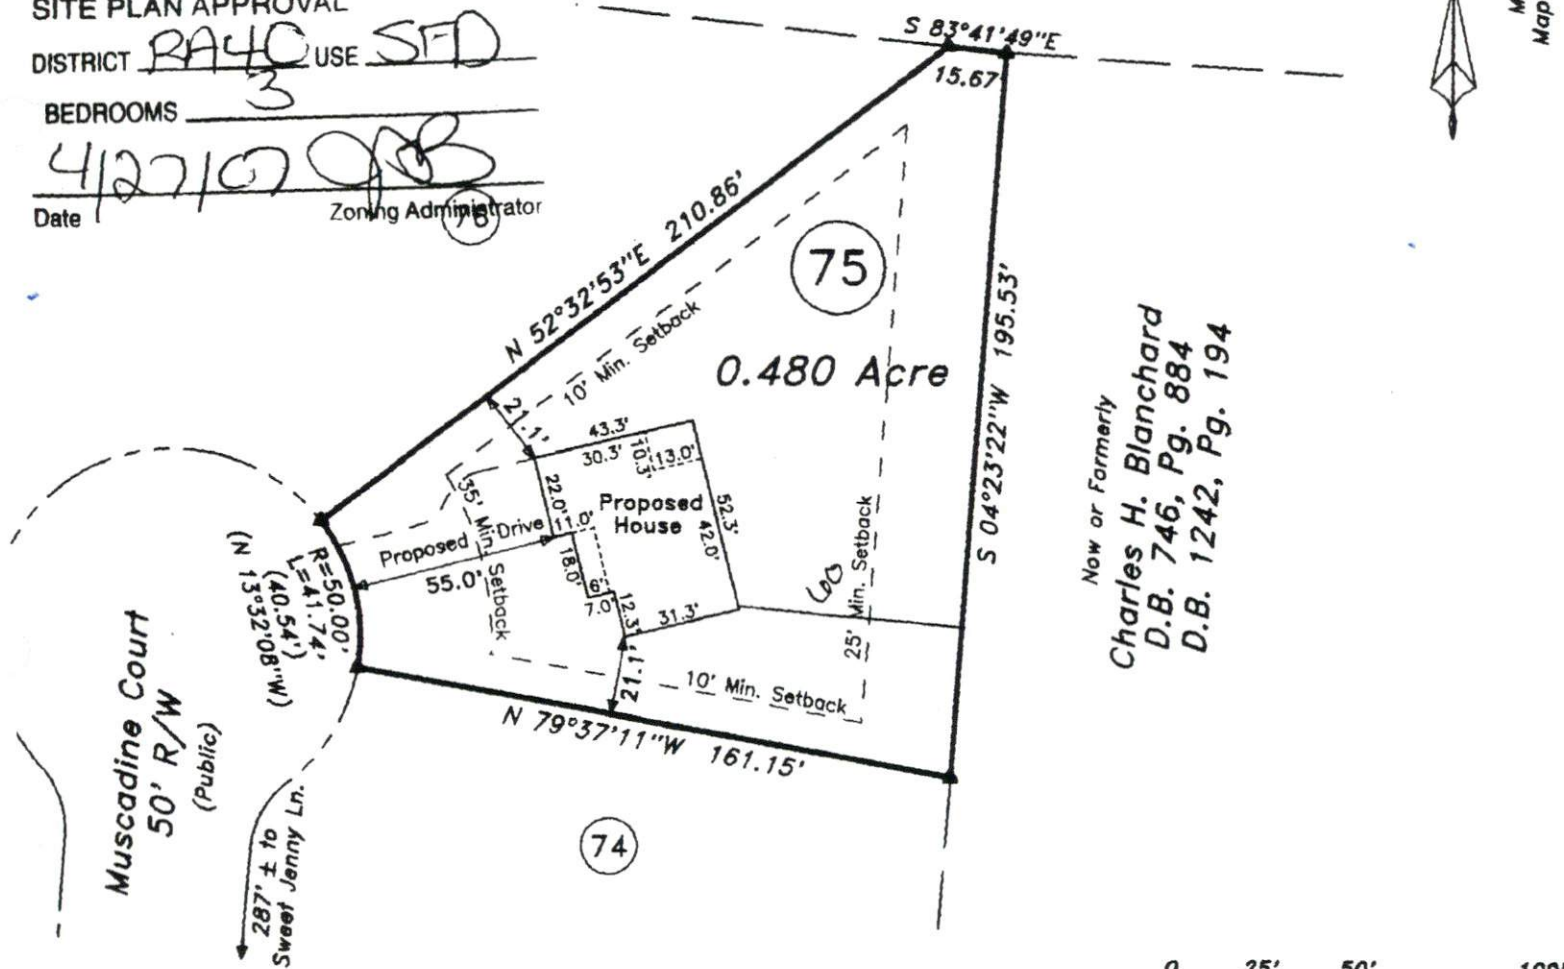 SITE PLAN APPROVAL
DISTRICT RA40 USE SFD
BEDROOMS 3
4/27/07
Date Zoning Administrator
76
S 83°41'49"E
15.67
N 52°32'53"E 210.86'
10' Min. Setback
75
0.480 Acre
S 04°23'22"W 195.53'
21.1'
43.3'
30.3'
10.3'
13.0'
22.0'
Proposed
House
52.3'
42.0'
11.0'
18.0'
6'
7.0'
12.3'
31.3'
35' Min. Setback
Proposed Drive
55.0'
60
25' Min. Setback
21.1'
10' Min. Setback
N 79°37'11"W 161.15'
R=50.00'
L=41.74'
(40.54')
(N 13°32'08"W)
Muscadine Court
50' R/W
(Public)
287' ± to
Sweet Jenny Ln.
74
Now or Formerly
Charles H. Blanchard
D.B. 746, Pg. 884
D.B. 1242, Pg. 194
Map
0 25' 50'